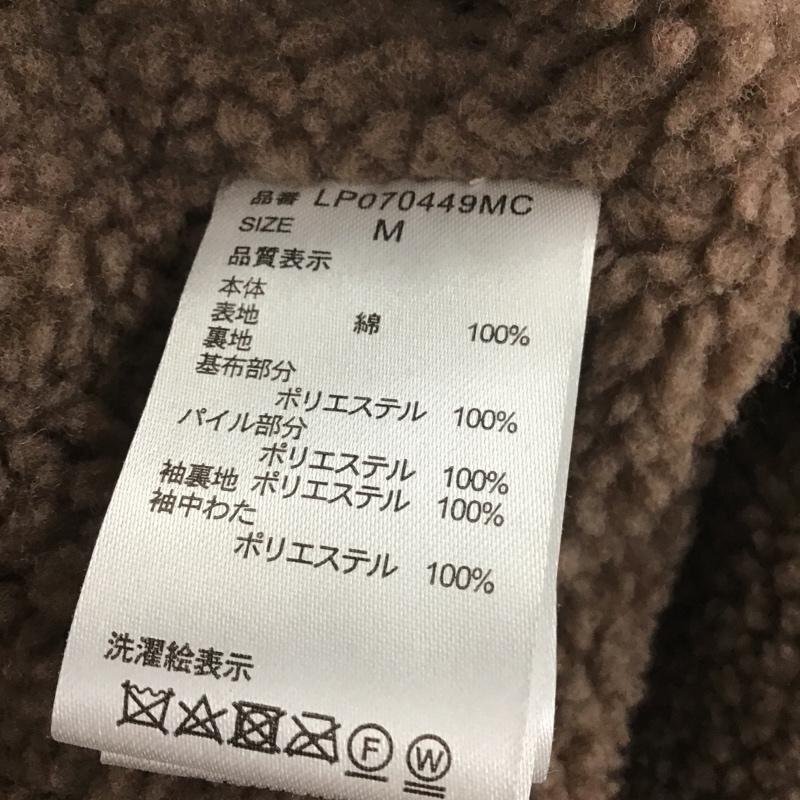 品番 LP070449MC
SIZE M
品質表示
本体
表地 綿 100%
裏地
基布部分
ポリエステル 100%
パイル部分
ポリエステル 100%
袖裏地 ポリエステル 100%
袖中わた
ポリエステル 100%
洗濯絵表示
F W